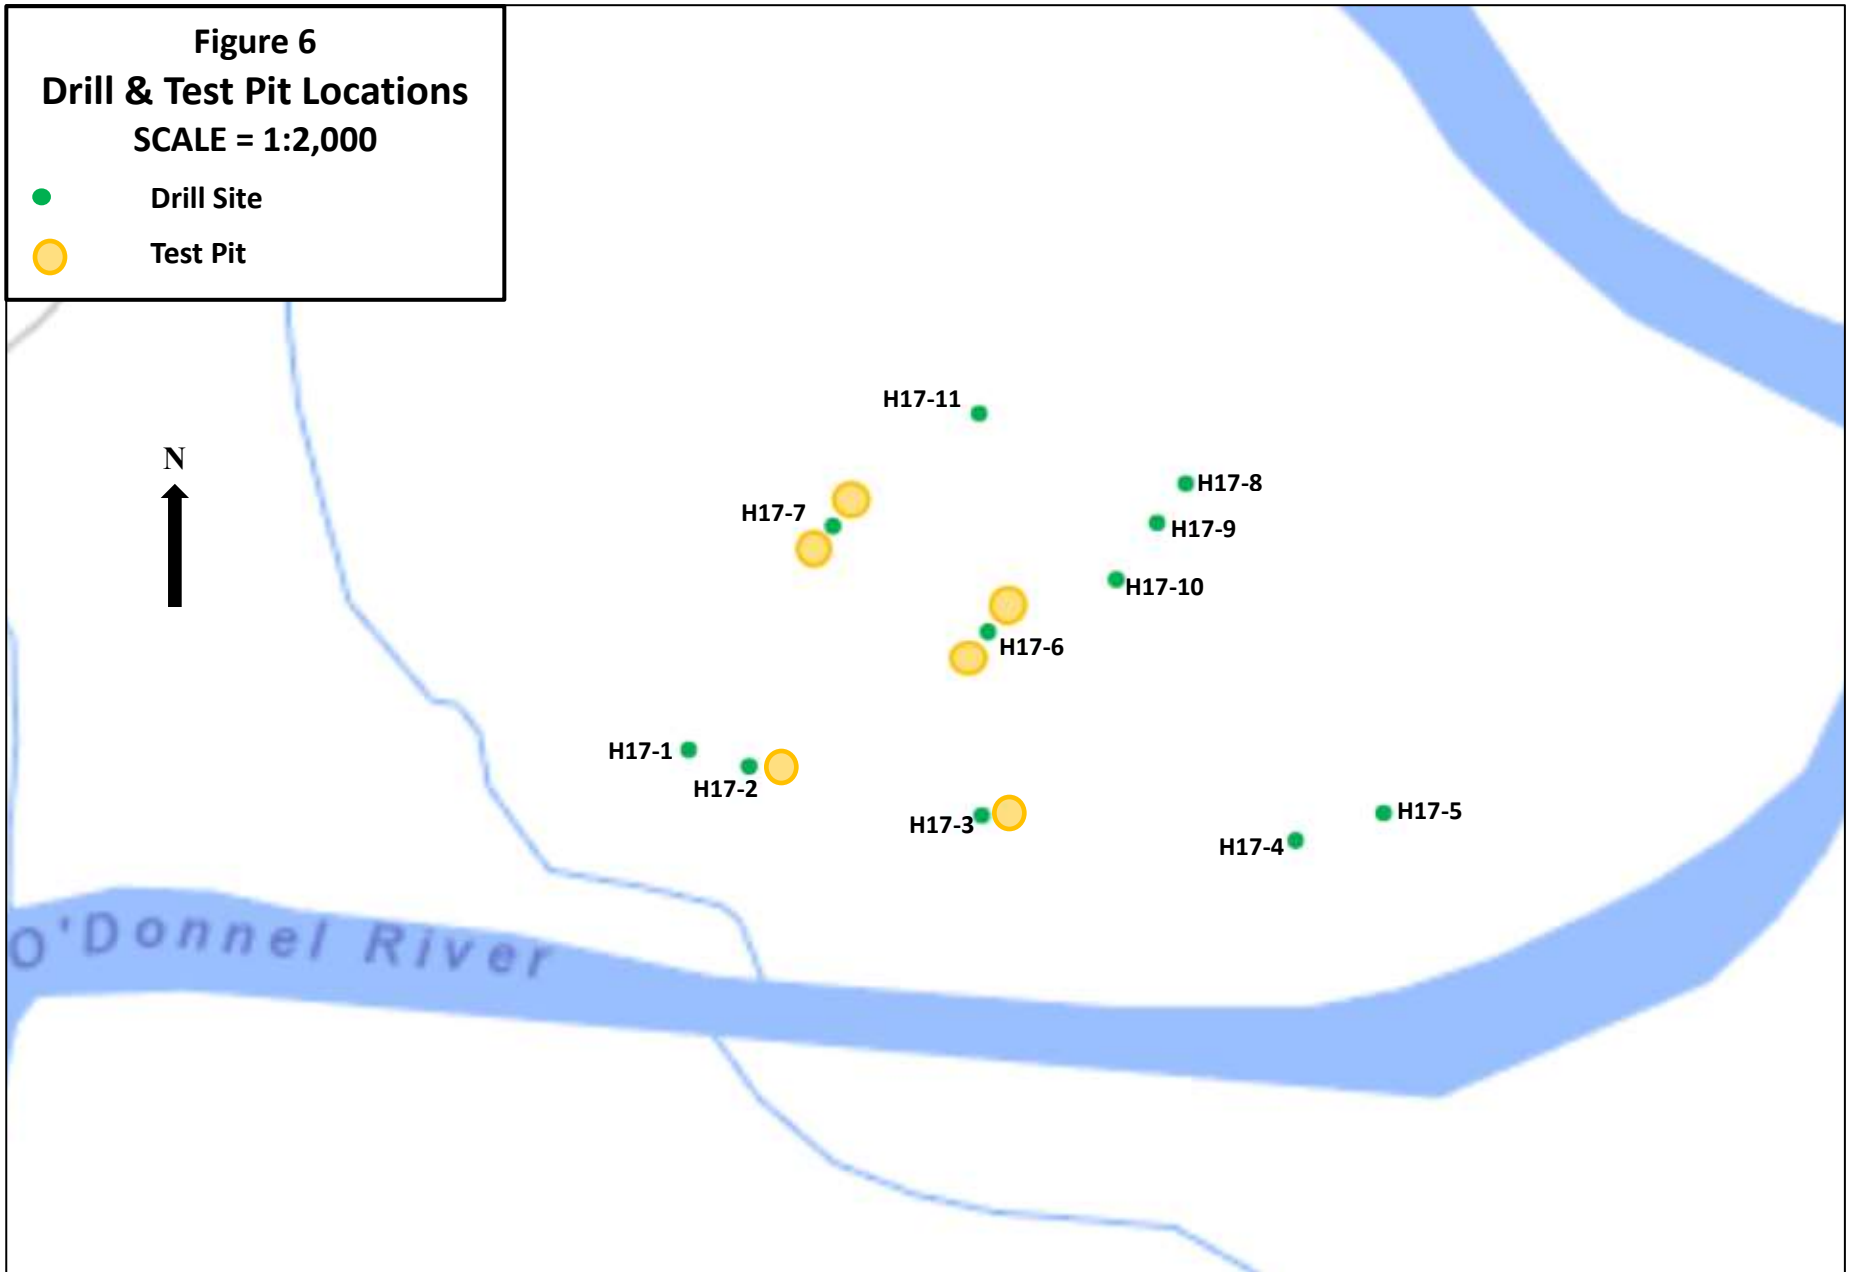 Figure 6
Drill & Test Pit Locations
SCALE = 1:2,000
Drill Site
Test Pit
H17-11
N
H17-8
H17-7
H17-9
H17-10
H17-6
H17-1
H17-2
H17-3
H17-5
H17-4
O'Donnel River